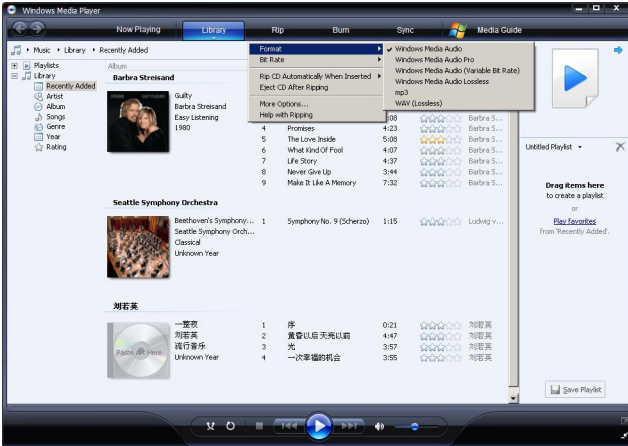 Windows Media Player
Now Playing
Library
Rip
Burn
Sync
Media Guide
Music
Library
Recently Added
Format
Bit Rate
Rip CD Automatically When Inserted
Eject CD After Ripping
More Options...
Help with Ripping
Windows Media Audio
Windows Media Audio Pro
Windows Media Audio (Variable Bit Rate)
Windows Media Audio Lossless
mp3
WAV (Lossless)
Playlists
Library
Recently Added
Artist
Album
Songs
Genre
Year
Rating
Album
Barbra Streisand
Guilty
Barbra Streisand
Easy Listening
1980
:08 Barbra S...
4 Promises 4:23 Barbra S...
5 The Love Inside 5:08 Barbra S...
6 What Kind Of Fool 4:07 Barbra S...
7 Life Story 4:37 Barbra S...
8 Never Give Up 3:44 Barbra S...
9 Make It Like A Memory 7:32 Barbra S...
Seattle Symphony Orchestra
Beethoven's Symphony... 1 Symphony No. 9 (Scherzo) 1:15 Ludwig v...
Seattle Symphony Orch...
Classical
Unknown Year
刘若英
一整夜 1 序 0:21 刘若英
刘若英 2 黄昏以后 天亮以前 4:47 刘若英
流行音乐 3 光 3:57 刘若英
Unknown Year 4 一次幸福的机会 3:55 刘若英
Paste Art Here
Untitled Playlist
Drag items here
to create a playlist
or
Play Favorites
from 'Recently Added'.
Save Playlist